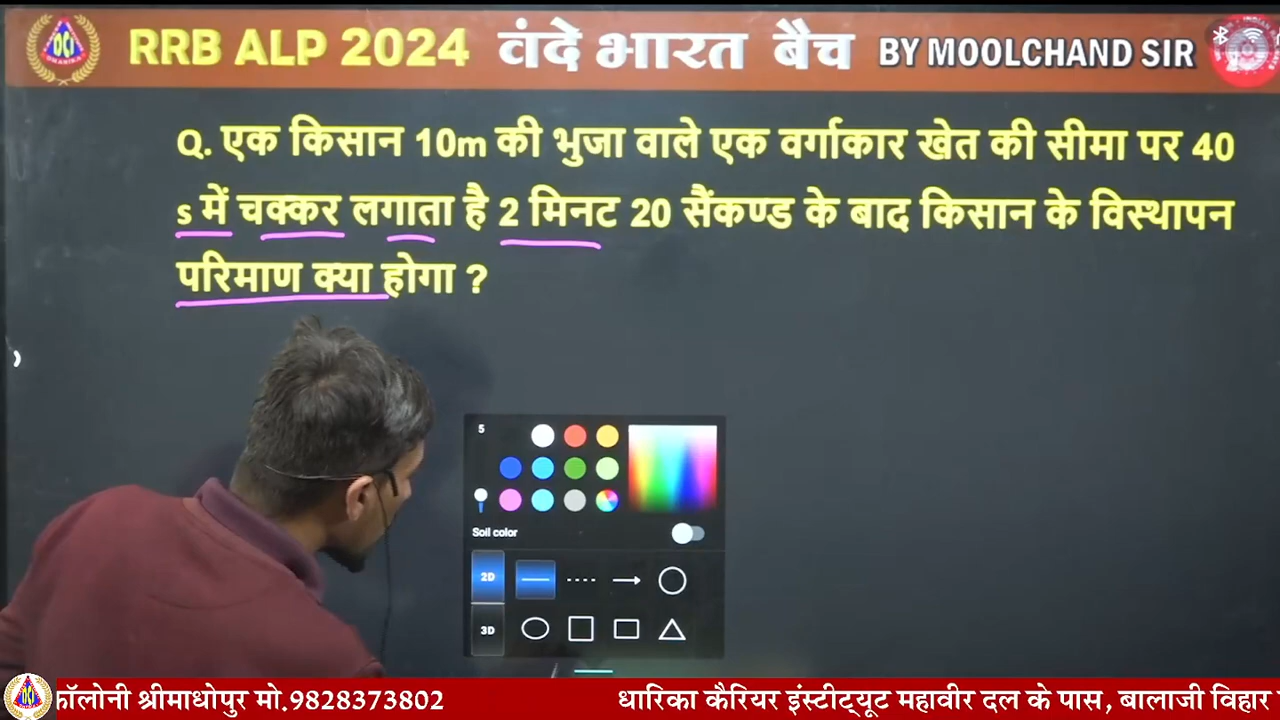 DCI
RRB ALP 2024 वंदे भारत बैच BY MOOLCHAND SIR
Q. एक किसान 10m की भुजा वाले एक वर्गाकार खेत की सीमा पर 40
s में चक्कर लगाता है 2 मिनट 20 सैंकण्ड के बाद किसान के विस्थापन
परिमाण क्या होगा ?
5
Soil color
2D
3D
कॉलोनी श्रीमाधोपुर मो.9828373802 धारिका कैरियर इंस्टीट्यूट महावीर दल के पास, बालाजी विहार